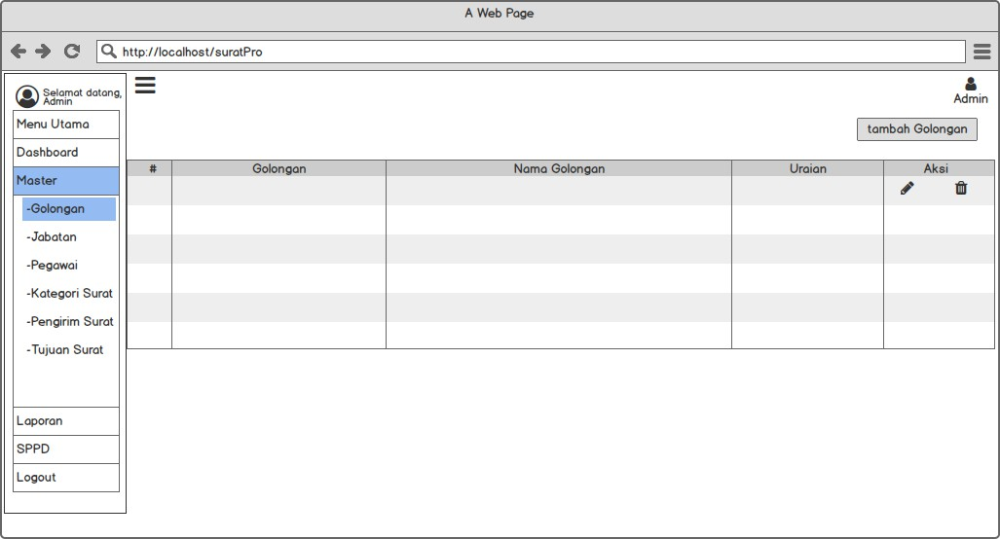 A Web Page
http://localhost/suratPro
Selamat datang,
Admin
Admin
tambah Golongan
Menu Utama
Dashboard
Master
-Golongan
-Jabatan
-Pegawai
-Kategori Surat
-Pengirim Surat
-Tujuan Surat
Laporan
SPPD
Logout
# Golongan Nama Golongan Uraian Aksi